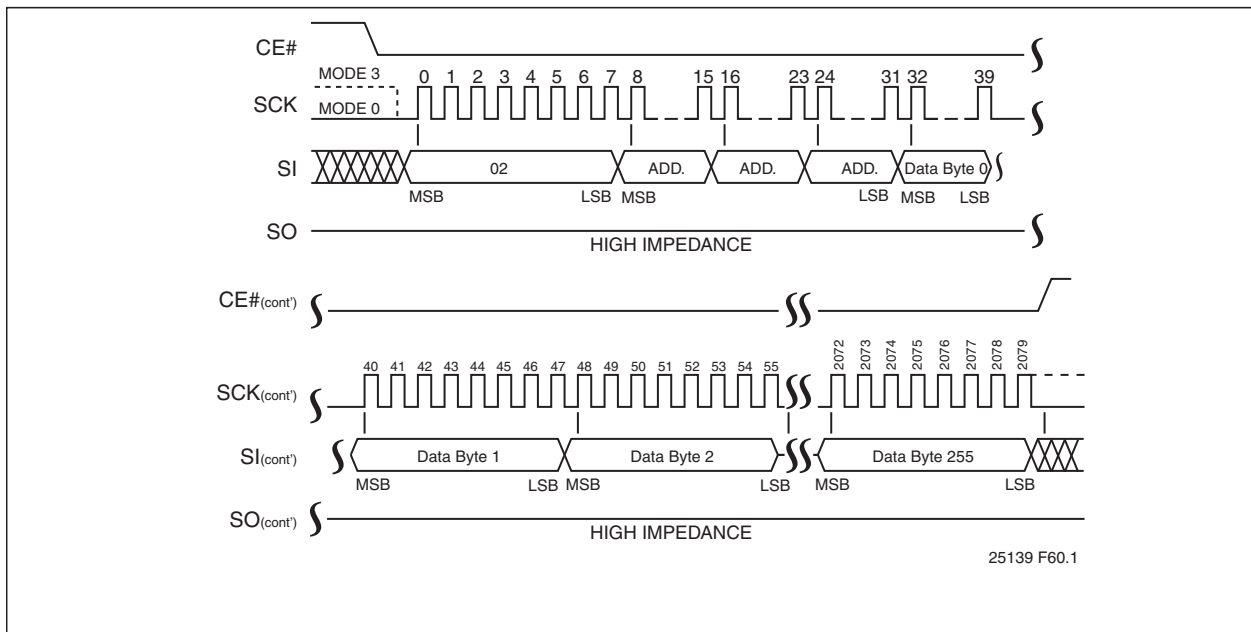 CE#
MODE 3
SCK
MODE 0
0 1 2 3 4 5 6 7 8 15 16 23 24 31 32 39
SI
02 ADD. ADD. ADD. Data Byte 0
MSB LSB MSB LSB MSB LSB
SO
HIGH IMPEDANCE
CE#(cont')
40 41 42 43 44 45 46 47 48 49 50 51 52 53 54 55 2072 2073 2074 2075 2076 2077 2078 2079
SCK(cont')
SI(cont')
Data Byte 1 Data Byte 2 Data Byte 255
MSB LSB MSB LSB MSB LSB
SO(cont')
HIGH IMPEDANCE
25139 F60.1